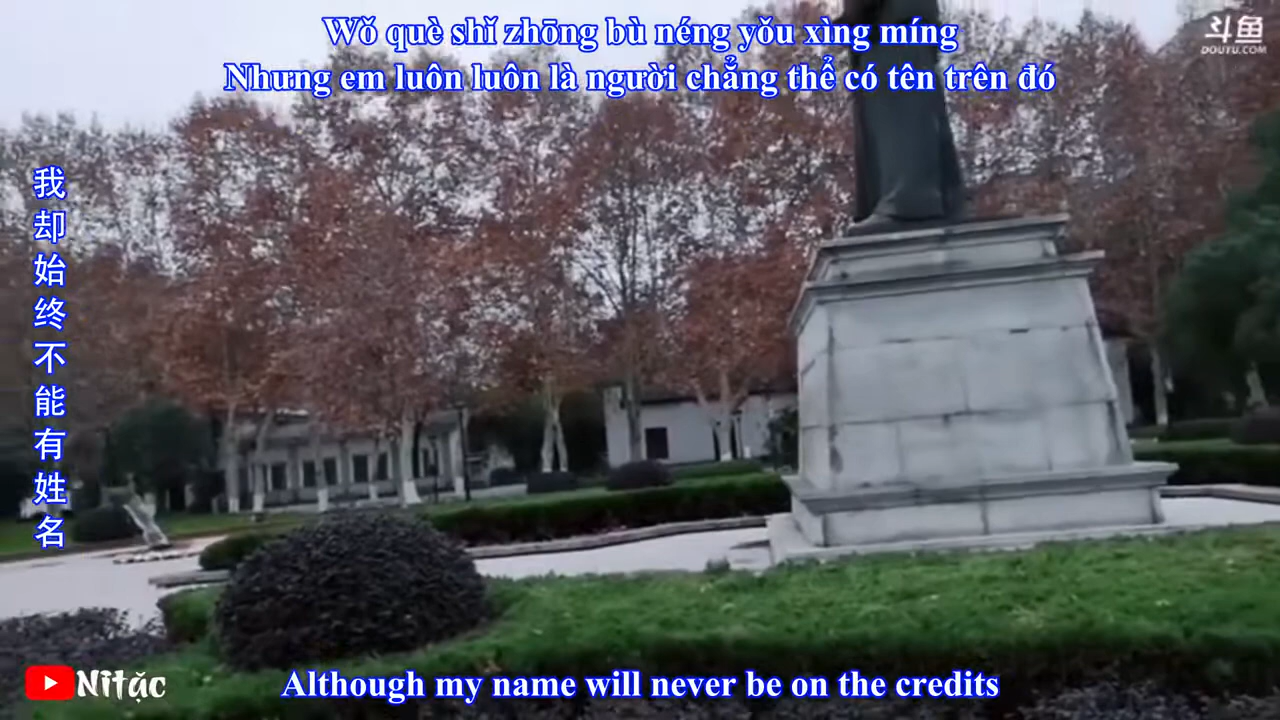 Wǒ què shǐ zhōng bù néng yǒu xìng míng
Nhưng em luôn luôn là người chẳng thể có tên trên đó
斗鱼
DOUYU.COM
我却始终不能有姓名
Nitạc
Although my name will never be on the credits